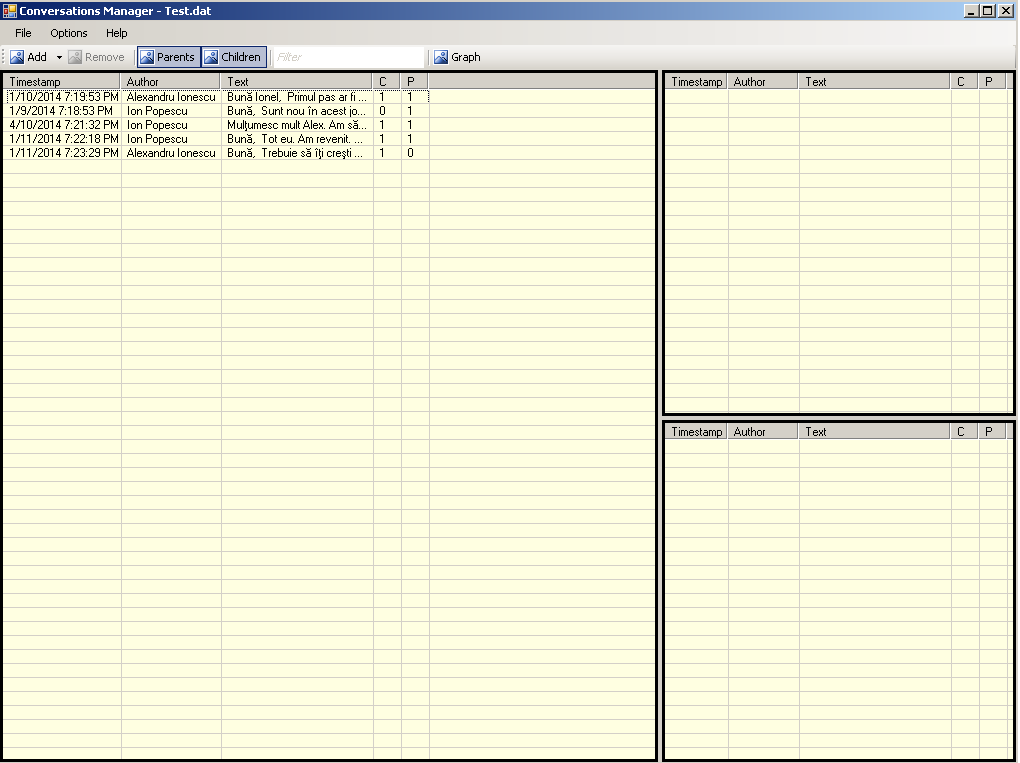 Conversations Manager - Test.dat
File Options Help
Add Remove Parents Children Filter Graph
Timestamp Author Text C P
1/10/2014 7:19:53 PM Alexandru Ionescu Bună Ionel, Primul pas ar fi ... 1 1
1/9/2014 7:18:53 PM Ion Popescu Bună, Sunt nou în acest jo... 0 1
4/10/2014 7:21:32 PM Ion Popescu Mulţumesc mult Alex. Am să... 1 1
1/11/2014 7:22:18 PM Ion Popescu Bună, Tot eu. Am revenit. ... 1 1
1/11/2014 7:23:29 PM Alexandru Ionescu Bună, Trebuie să îţi creşti ... 1 0
Timestamp Author Text C P
Timestamp Author Text C P